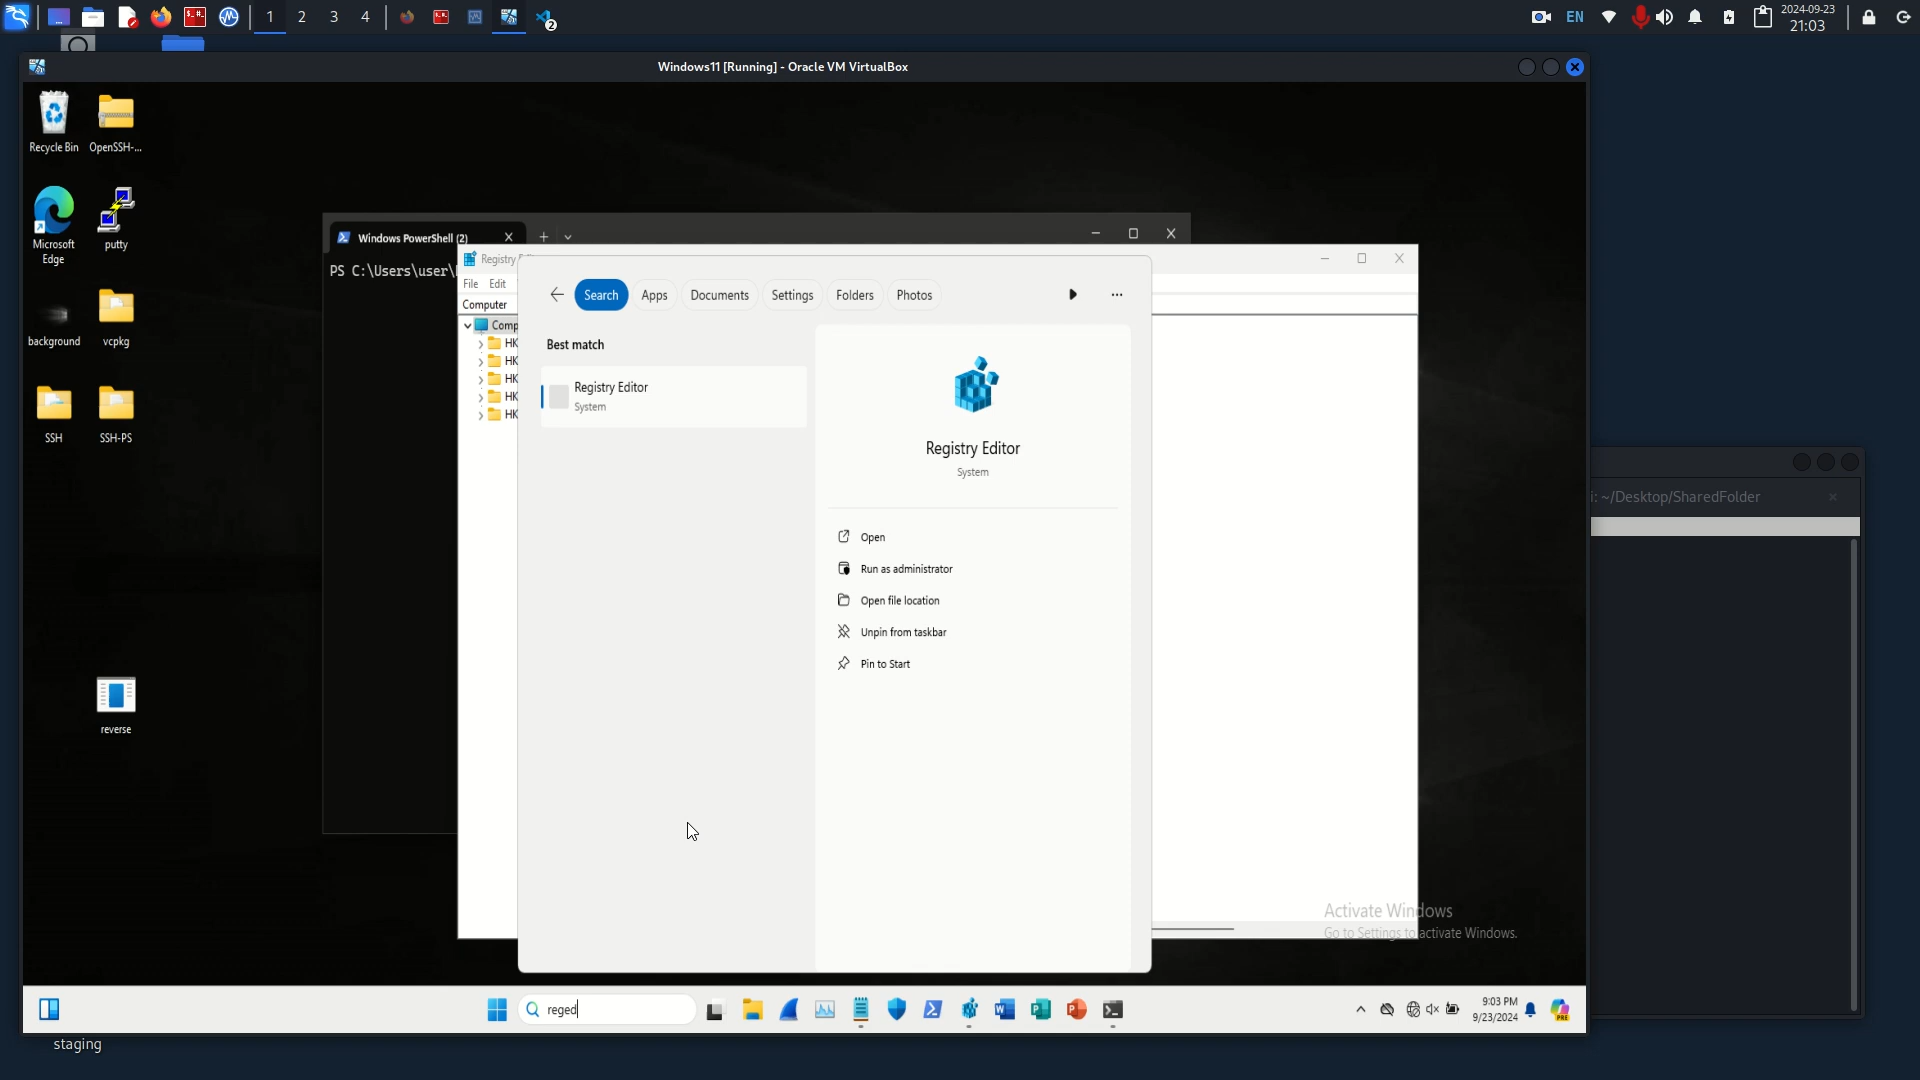 1 2 3 4 2 EN 2024-09-23
21:03
Windows11 [Running] - Oracle VM VirtualBox
Recycle Bin OpenSSH-...
Microsoft
Edge
putty
background vcpkg
SSH SSH-PS
reverse
Windows PowerShell (2)
PS C:\Users\user\
Registry
File Edit
Computer
Comp
HK
HK
HK
HK
HK
Search Apps Documents Settings Folders Photos
Best match
Registry Editor
System
Registry Editor
System
Open
Run as administrator
Open file location
Unpin from taskbar
Pin to Start
i: ~/Desktop/SharedFolder
Activate Windows
Go to Settings to activate Windows.
reged
9:03 PM
9/23/2024
PRE
staging